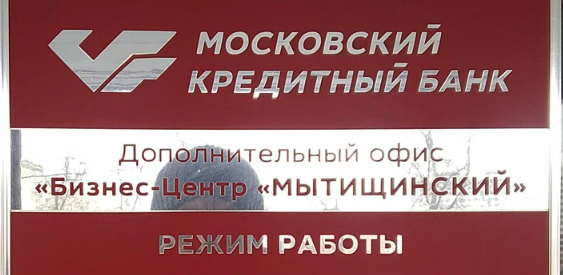 МОСКОВСКИЙ
КРЕДИТНЫЙ БАНК
Дополнительный офис
«Бизнес-Центр «МЫТИЩИНСКИЙ»
РЕЖИМ РАБОТЫ